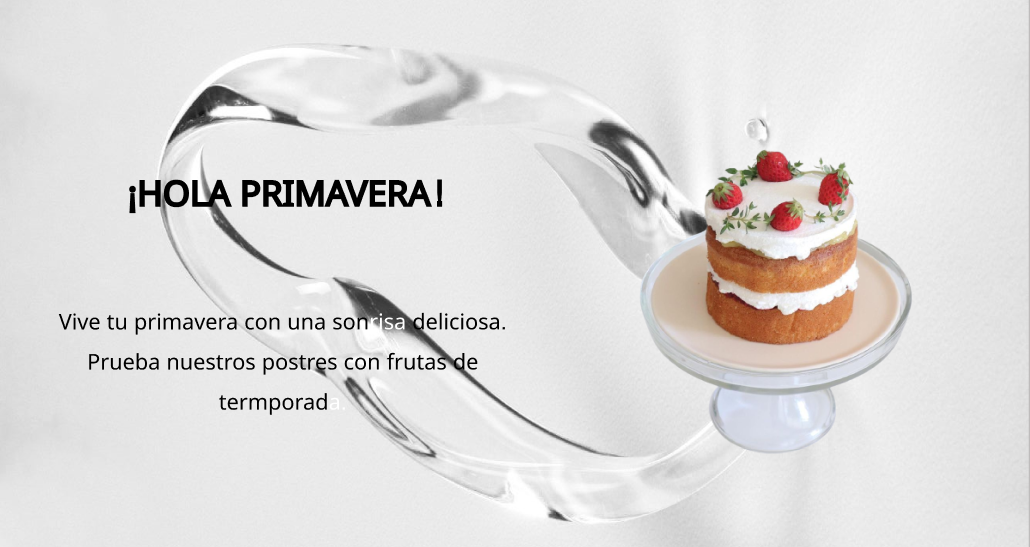 ¡HOLA PRIMAVERA!
Vive tu primavera con una sonrisa deliciosa.
Prueba nuestros postres con frutas de
termporada.